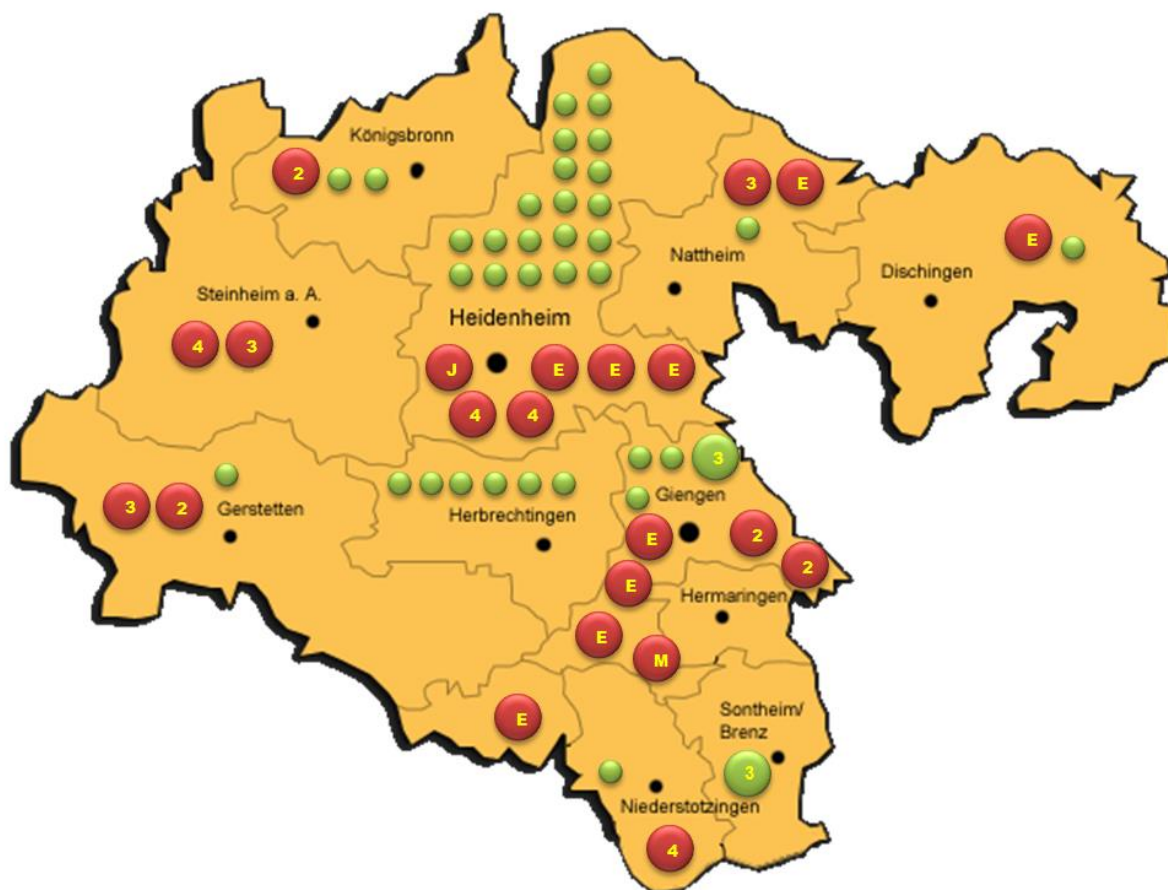 Königsbronn
2
3 E
Nattheim
E
Dischingen
Steinheim a. A.
4 3
Heidenheim
J E E E
4 4
3
Giengen
3 2
Gerstetten
Herbrechtingen
E 2
2
E
Hermaringen
E
M
E
Sontheim/
Brenz
3
Niederstotzingen
4